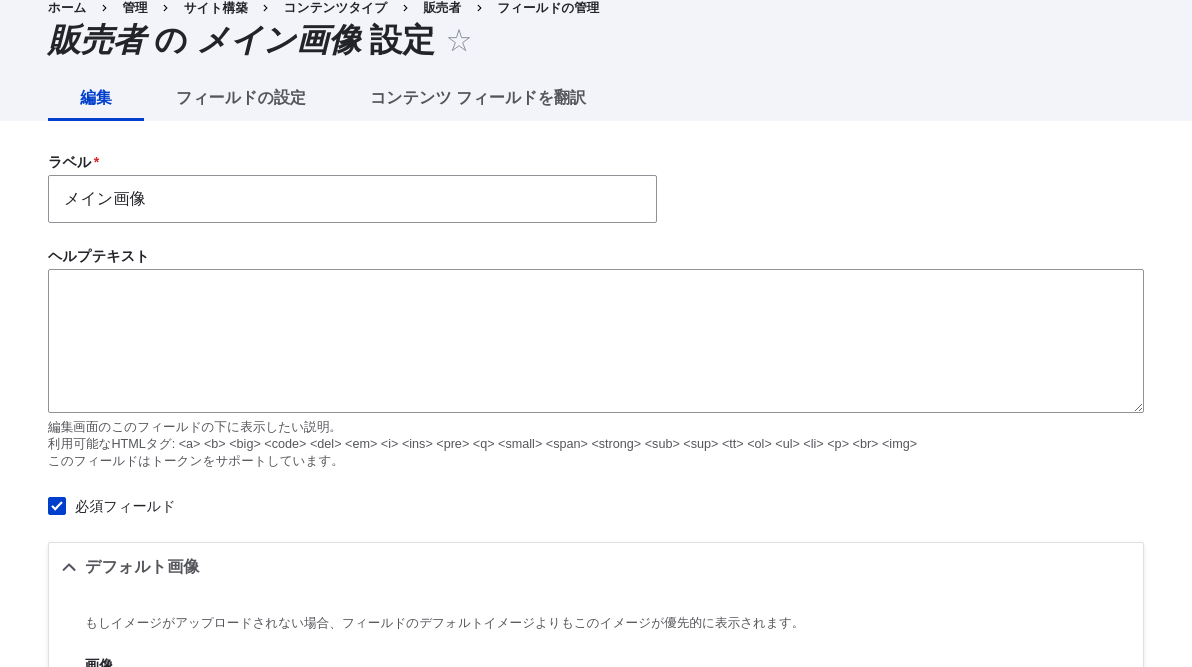 ホーム › 管理 › サイト構築 › コンテンツタイプ › 販売者 › フィールドの管理
販売者 の メイン画像 設定
編集 フィールドの設定 コンテンツ フィールドを翻訳
ラベル*
メイン画像
ヘルプテキスト
編集画面のこのフィールドの下に表示したい説明。
利用可能なHTMLタグ: <a> <b> <big> <code> <del> <em> <i> <ins> <pre> <q> <small> <span> <strong> <sub> <sup> <tt> <ol> <ul> <li> <p> <br> <img>
このフィールドはトークンをサポートしています。
必須フィールド
デフォルト画像
もしイメージがアップロードされない場合、フィールドのデフォルトイメージよりもこのイメージが優先的に表示されます。
画像